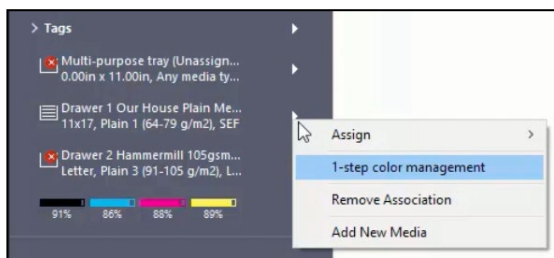 > Tags
Multi-purpose tray (Unassign...
0.00in x 11.00in, Any media ty...
Drawer 1 Our House Plain Me...
11x17, Plain 1 (64-79 g/m2), SEF
Drawer 2 Hammermill 105gsm...
Letter, Plain 3 (91-105 g/m2), L...
91% 86% 88% 89%
Assign >
1-step color management
Remove Association
Add New Media